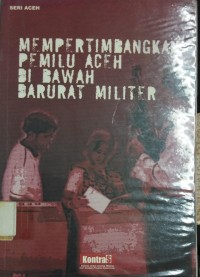 SERI ACEH
MEMPERTIMBANGKAN
PEMILU ACEH
DI BAWAH
DARURAT MILITER
KontraS